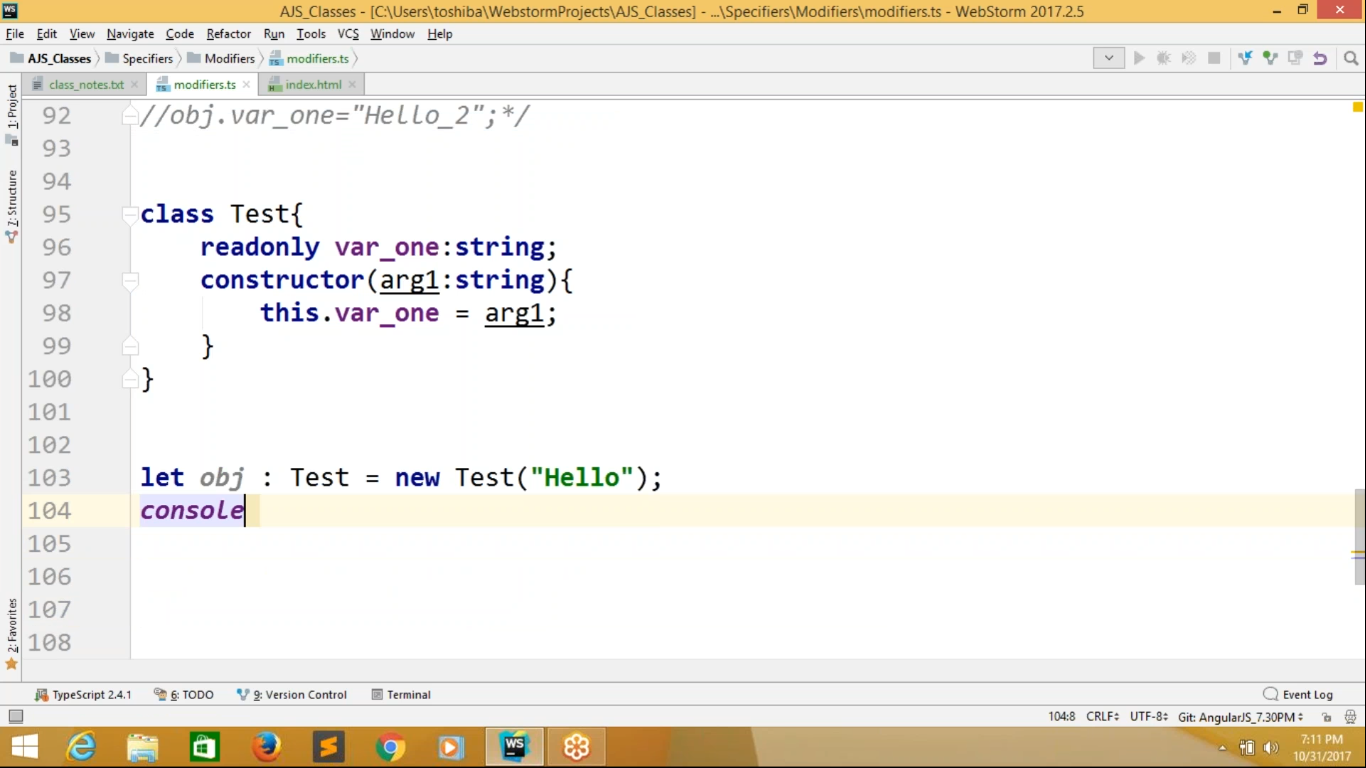 WS
AJS_Classes - [C:\Users\toshiba\WebstormProjects\AJS_Classes] - ...\Specifiers\Modifiers\modifiers.ts - WebStorm 2017.2.5
File Edit View Navigate Code Refactor Run Tools VCS Window Help
AJS_Classes Specifiers Modifiers modifiers.ts
class_notes.txt modifiers.ts index.html
1: Project
7: Structure
2: Favorites
92 //obj.var_one="Hello_2";*/
93
94
95 class Test{
96 readonly var_one:string;
97 constructor(arg1:string){
98 this.var_one = arg1;
99 }
100 }
101
102
103 let obj : Test = new Test("Hello");
104 console
105
106
107
108
TypeScript 2.4.1 6: TODO 9: Version Control Terminal Event Log
104:8 CRLF UTF-8 Git: AngularJS_7.30PM
WS
7:11 PM
10/31/2017